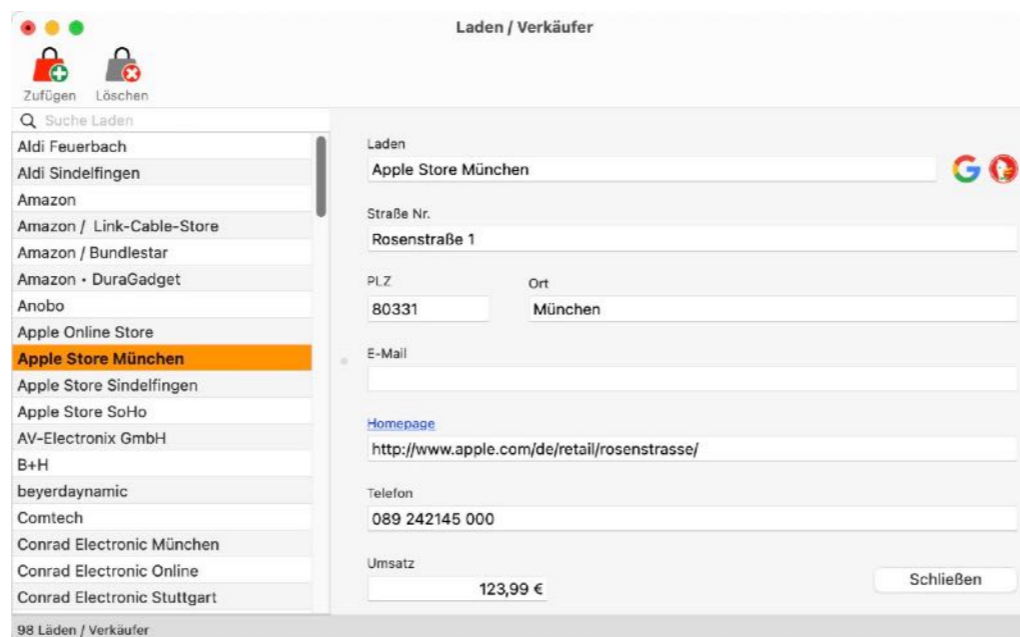 Laden / Verkäufer
Zufügen Löschen
Suche Laden
Aldi Feuerbach
Aldi Sindelfingen
Amazon
Amazon / Link-Cable-Store
Amazon / Bundlestar
Amazon • DuraGadget
Anobo
Apple Online Store
Apple Store München
Apple Store Sindelfingen
Apple Store SoHo
AV-Electronix GmbH
B+H
beyerdaynamic
Comtech
Conrad Electronic München
Conrad Electronic Online
Conrad Electronic Stuttgart
98 Läden / Verkäufer
Laden
Apple Store München
Straße Nr.
Rosenstraße 1
PLZ Ort
80331 München
E-Mail
Homepage
http://www.apple.com/de/retail/rosenstrasse/
Telefon
089 242145 000
Umsatz
123,99 €
Schließen